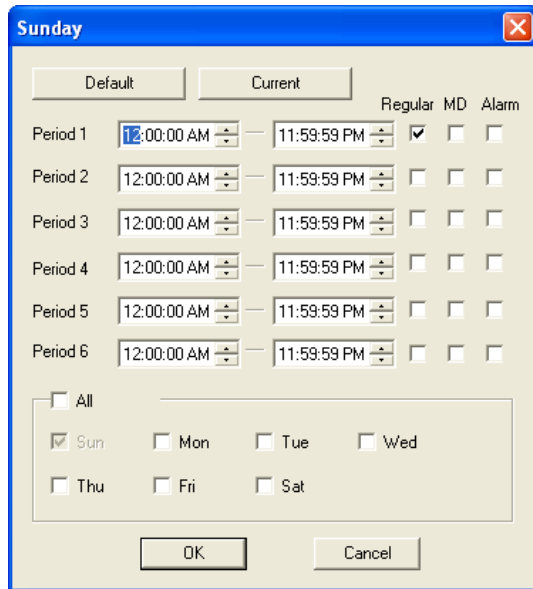 Sunday
Default Current
Regular MD Alarm
Period 1 12:00:00 AM 11:59:59 PM
Period 2 12:00:00 AM 11:59:59 PM
Period 3 12:00:00 AM 11:59:59 PM
Period 4 12:00:00 AM 11:59:59 PM
Period 5 12:00:00 AM 11:59:59 PM
Period 6 12:00:00 AM 11:59:59 PM
All
Sun Mon Tue Wed
Thu Fri Sat
OK Cancel